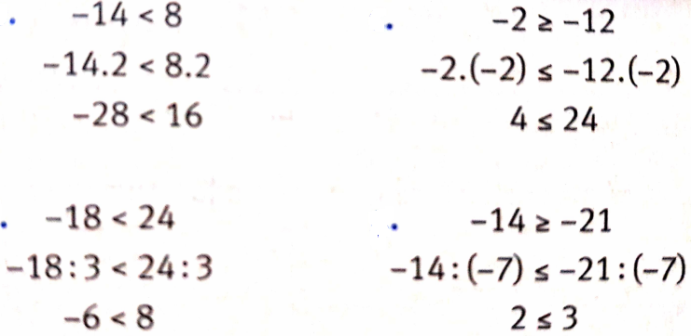 • -14 < 8
-14.2 < 8.2
-28 < 16
• -2 ≥ -12
-2.(-2) ≤ -12.(-2)
4 ≤ 24
• -18 < 24
-18:3 < 24:3
-6 < 8
• -14 ≥ -21
-14:(-7) ≤ -21:(-7)
2 ≤ 3